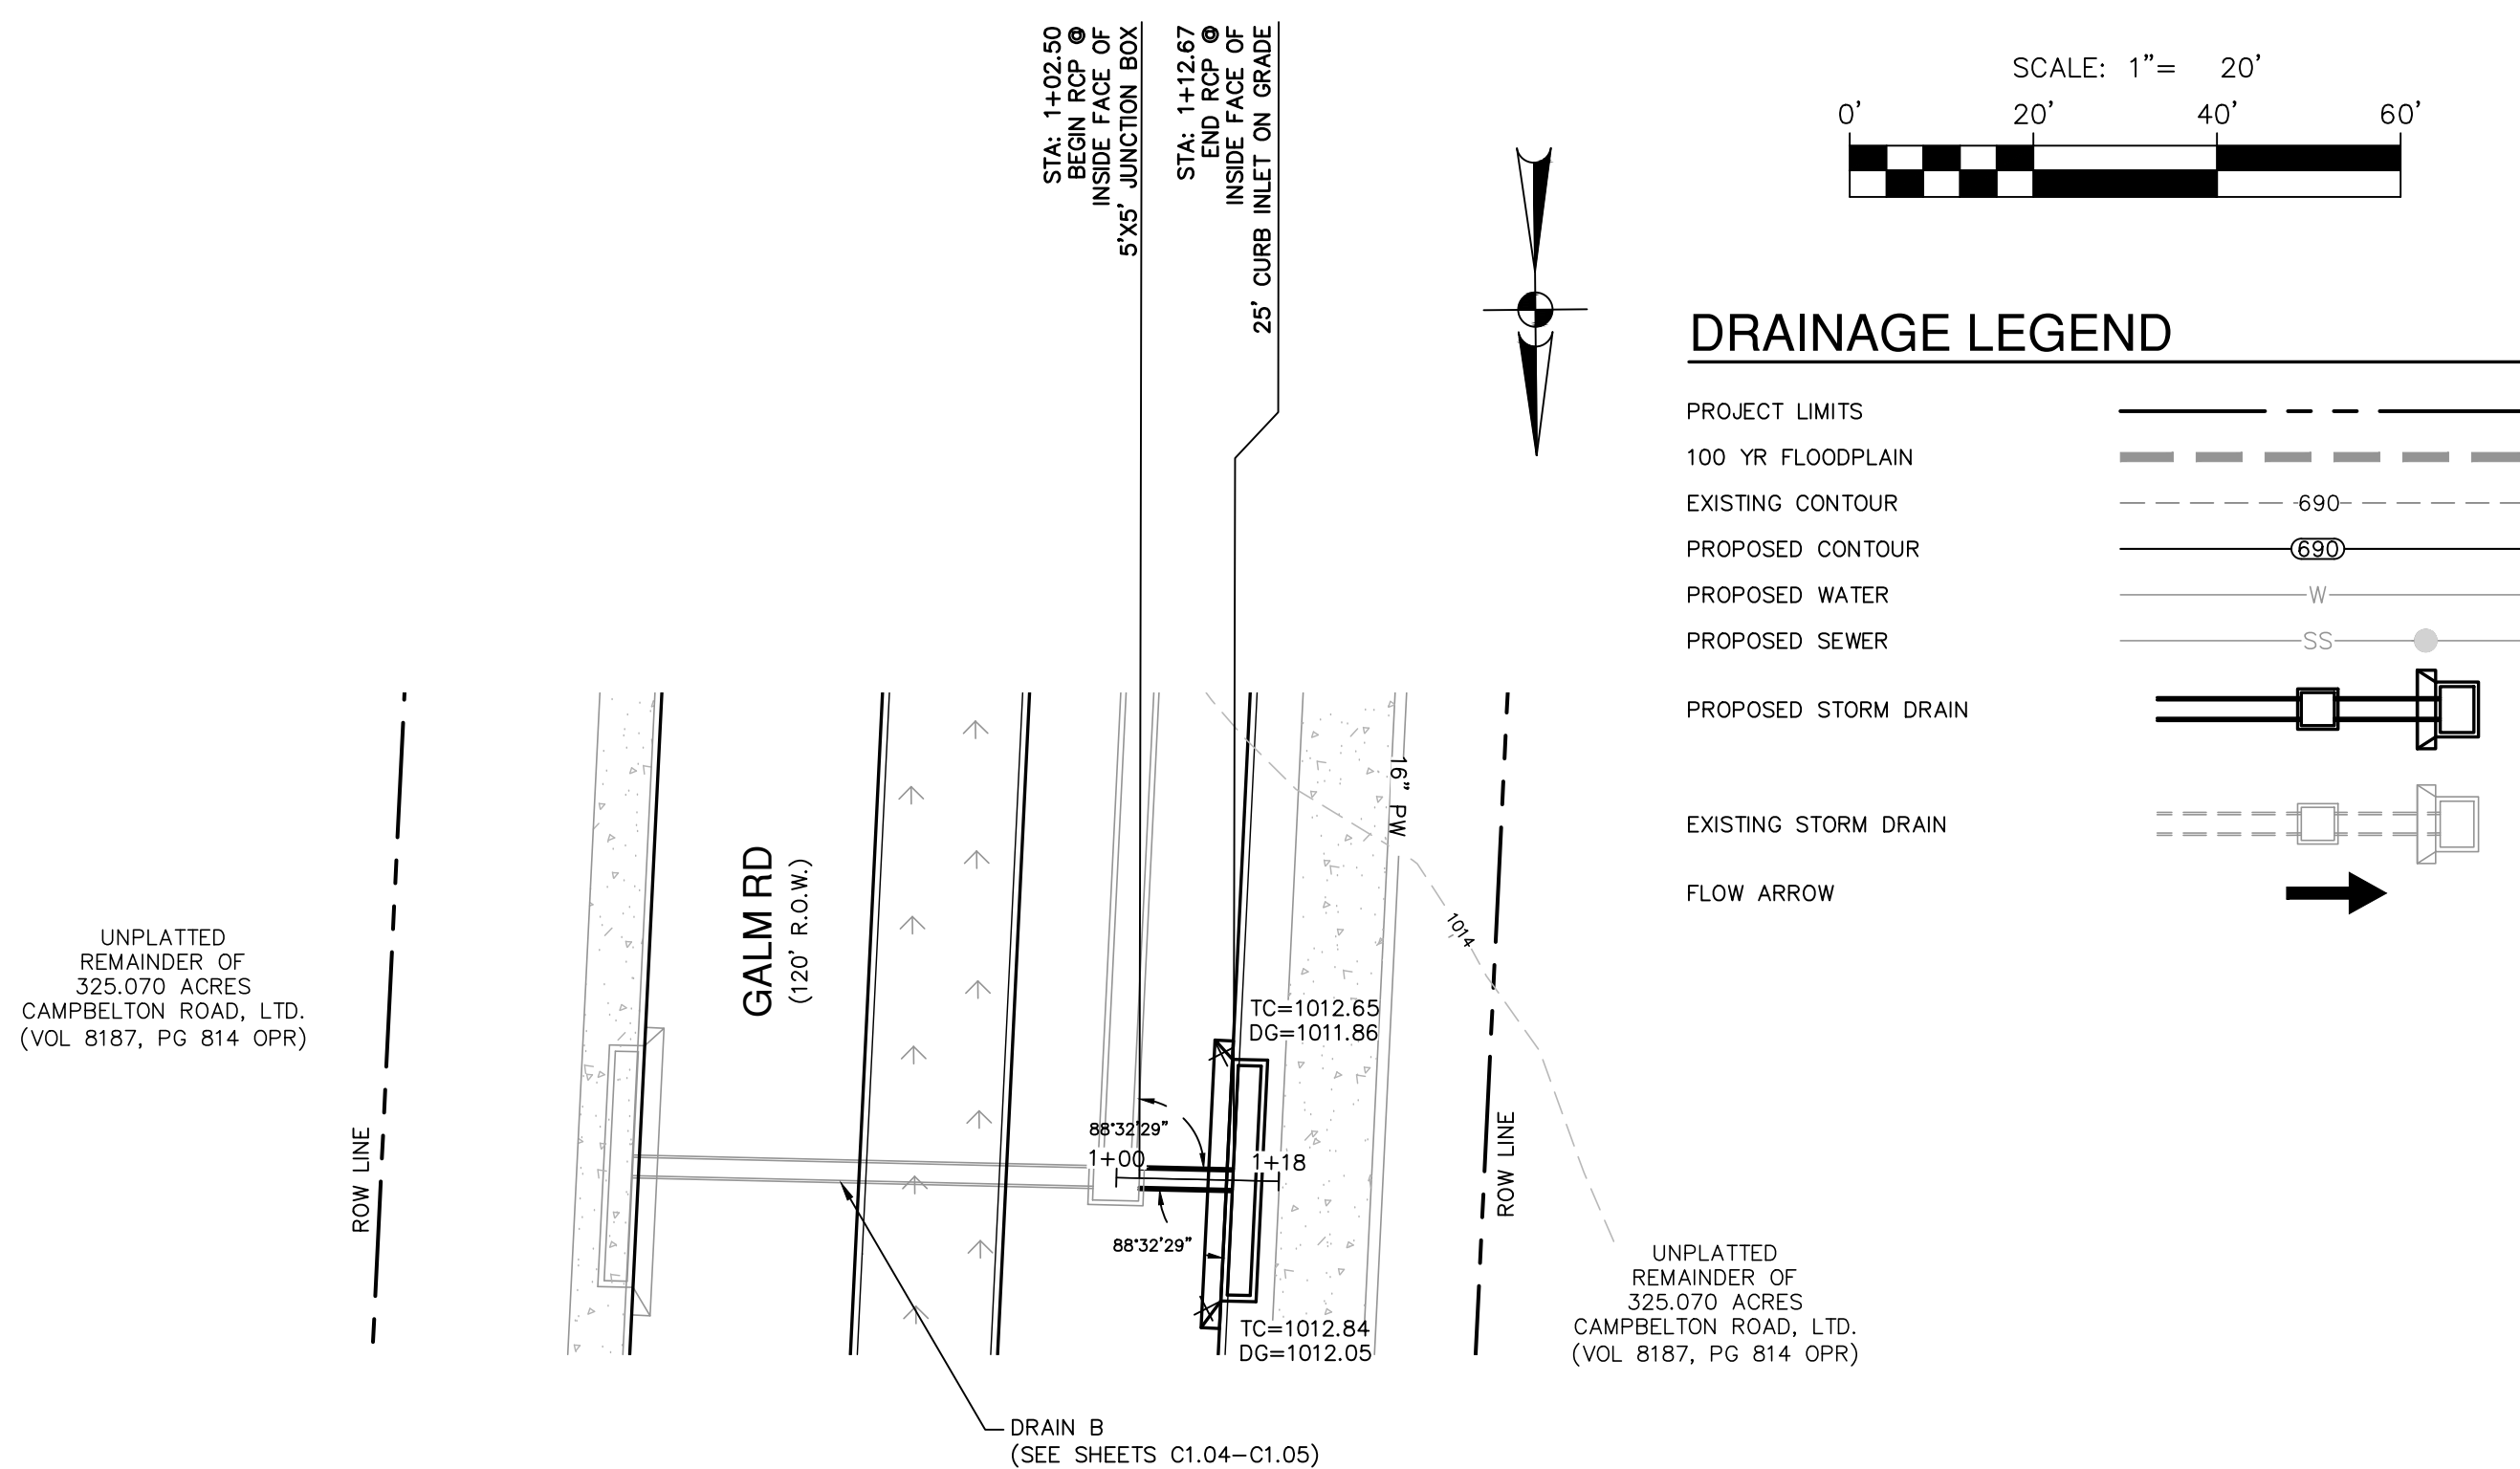 STA: 1+02.50
BEGIN RCP @
INSIDE FACE OF
5'X5' JUNCTION BOX
STA: 1+12.67
END RCP @
INSIDE FACE OF
25' CURB INLET ON GRADE
SCALE: 1"= 20'
0' 20' 40' 60'
DRAINAGE LEGEND
PROJECT LIMITS
100 YR FLOODPLAIN
EXISTING CONTOUR 690
PROPOSED CONTOUR 690
PROPOSED WATER W
PROPOSED SEWER SS
PROPOSED STORM DRAIN
EXISTING STORM DRAIN
FLOW ARROW
UNPLATTED
REMAINDER OF
325.070 ACRES
CAMPBELTON ROAD, LTD.
(VOL 8187, PG 814 OPR)
ROW LINE
GALM RD
(120' R.O.W.)
16" PW
1014
TC=1012.65
DG=1011.86
88°32'29"
1+00
1+18
88°32'29"
TC=1012.84
DG=1012.05
ROW LINE
UNPLATTED
REMAINDER OF
325.070 ACRES
CAMPBELTON ROAD, LTD.
(VOL 8187, PG 814 OPR)
DRAIN B
(SEE SHEETS C1.04-C1.05)